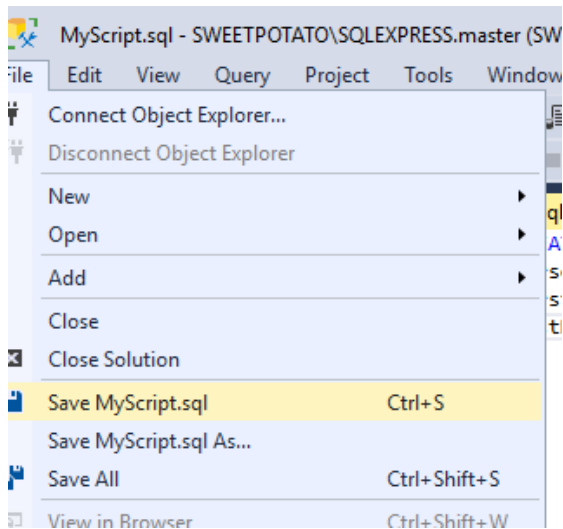 MyScript.sql - SWEETPOTATO\SQLEXPRESS.master (SW
File Edit View Query Project Tools Window
Connect Object Explorer...
Disconnect Object Explorer
New
Open
Add
Close
Close Solution
Save MyScript.sql Ctrl+S
Save MyScript.sql As...
Save All Ctrl+Shift+S
View in Browser Ctrl+Shift+W